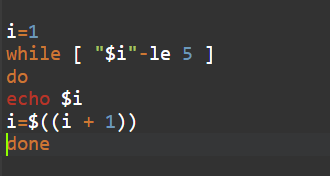 i=1
while [ "$i"-le 5 ]
do
echo $i
i=$((i + 1))
done